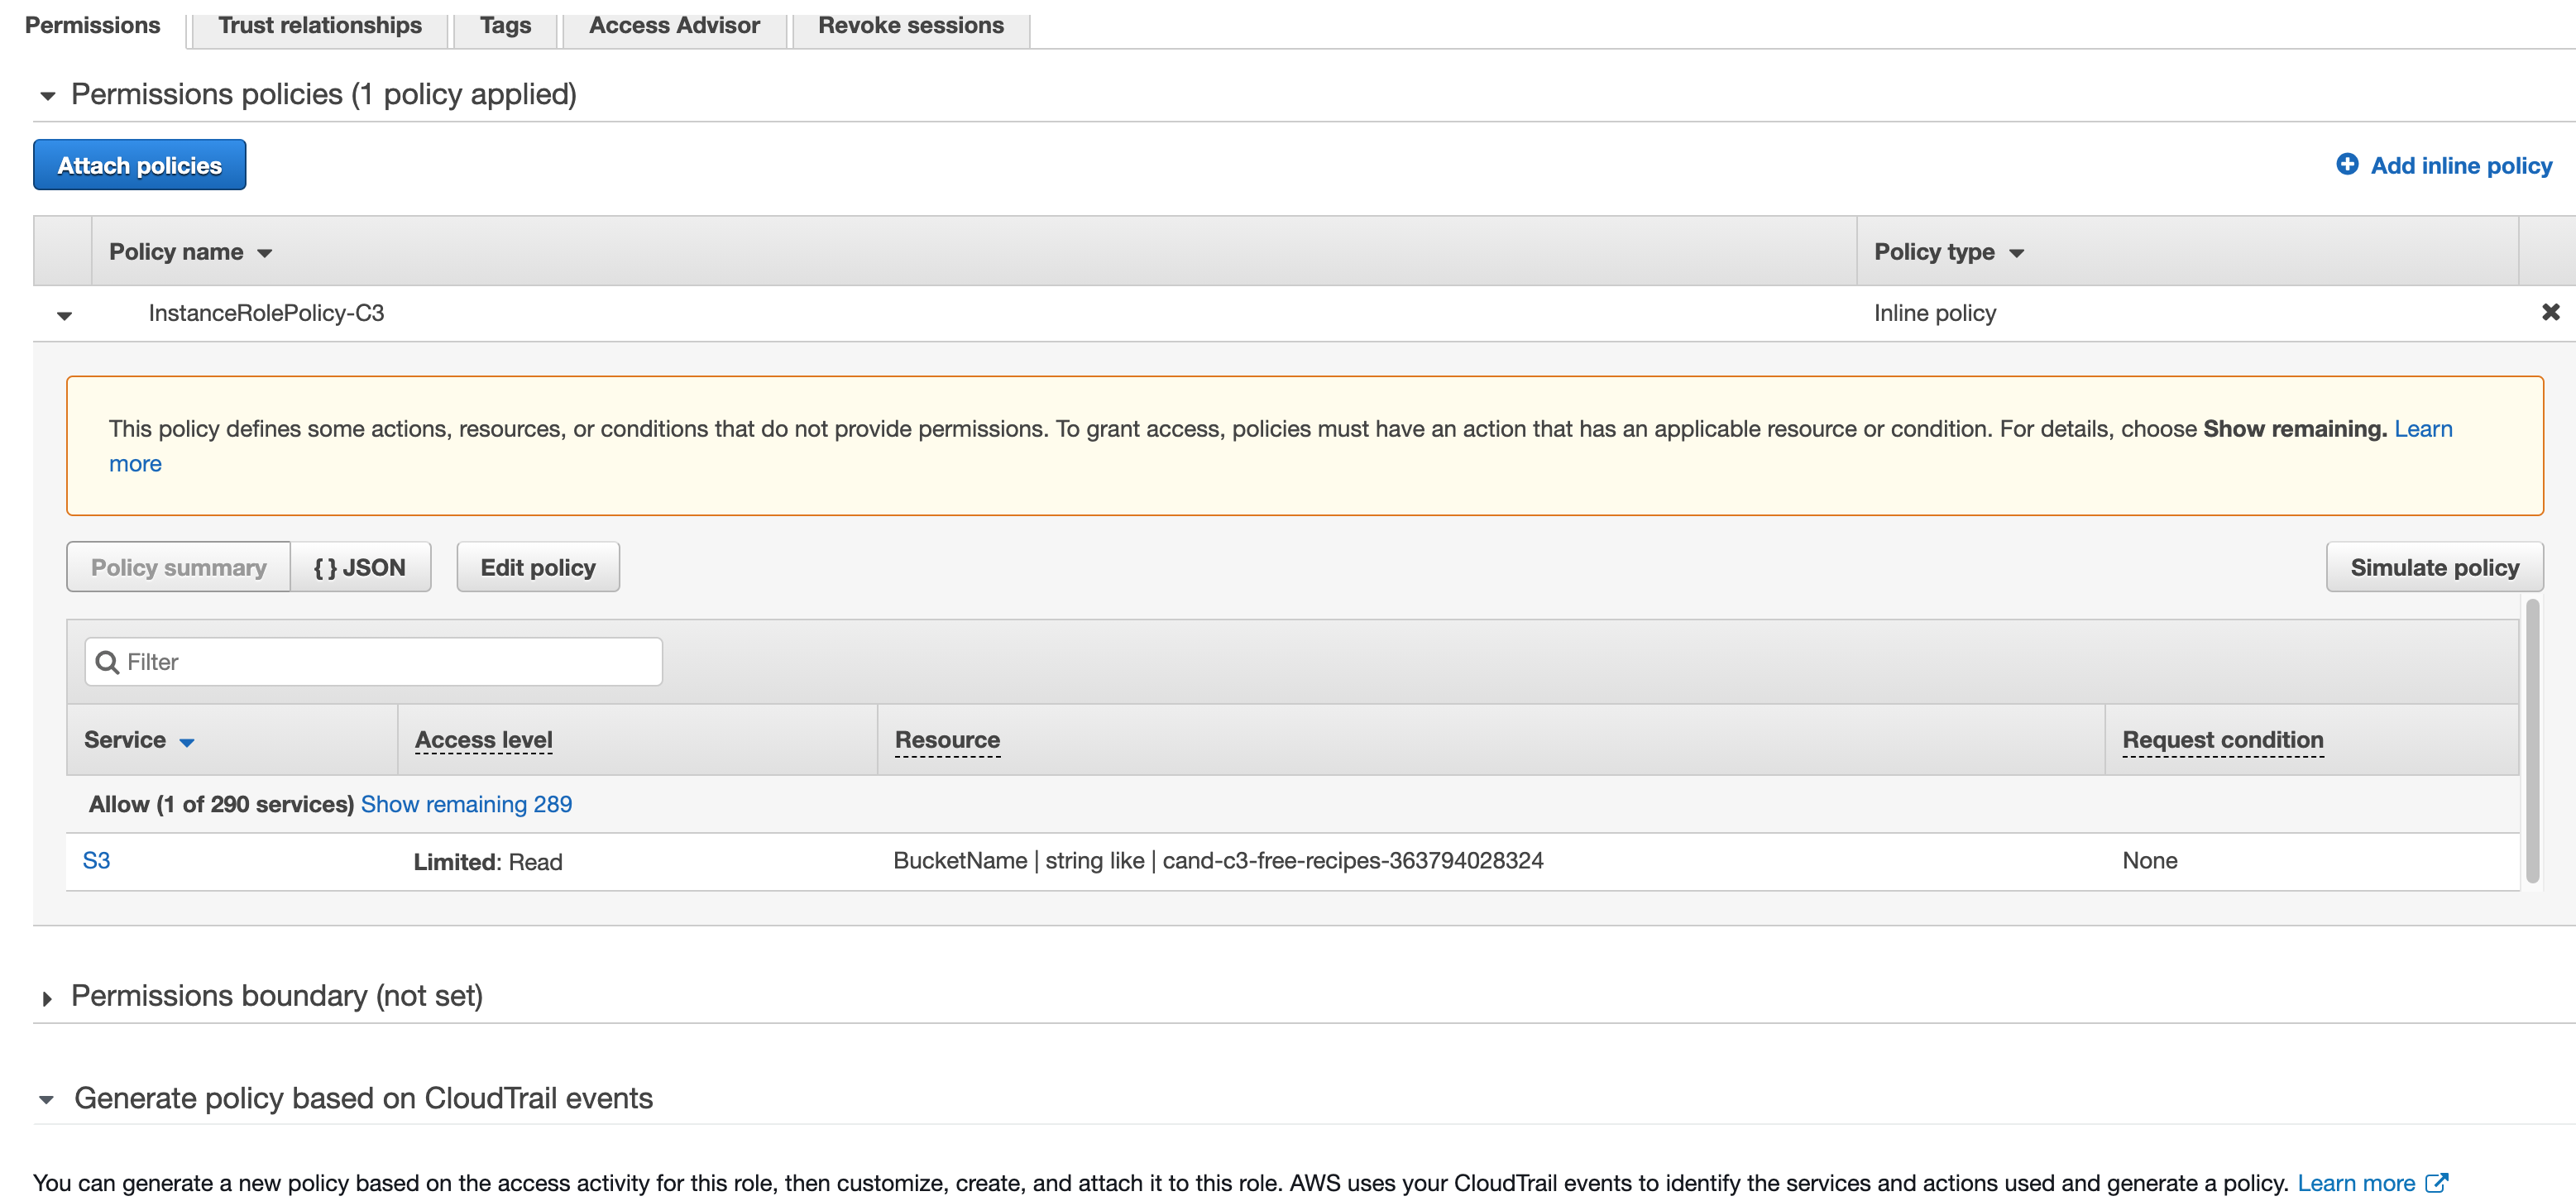 Permissions
Trust relationships
Tags
Access Advisor
Revoke sessions
Permissions policies (1 policy applied)
Attach policies
Add inline policy
Policy name
Policy type
InstanceRolePolicy-C3
Inline policy
This policy defines some actions, resources, or conditions that do not provide permissions. To grant access, policies must have an action that has an applicable resource or condition. For details, choose Show remaining. Learn
more
Policy summary
{ } JSON
Edit policy
Simulate policy
Filter
Service
Access level
Resource
Request condition
Allow (1 of 290 services) Show remaining 289
S3
Limited: Read
BucketName | string like | cand-c3-free-recipes-363794028324
None
Permissions boundary (not set)
Generate policy based on CloudTrail events
You can generate a new policy based on the access activity for this role, then customize, create, and attach it to this role. AWS uses your CloudTrail events to identify the services and actions used and generate a policy. Learn more